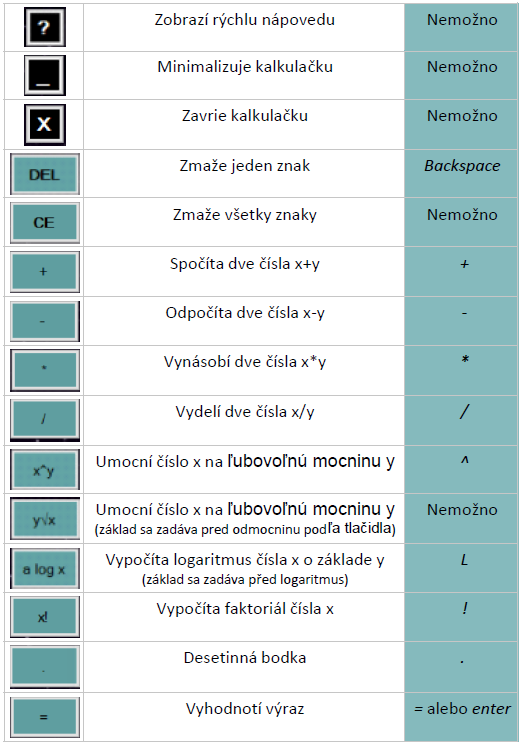 ? Zobrazí rýchlu nápovedu Nemožno
_ Minimalizuje kalkulačku Nemožno
X Zavrie kalkulačku Nemožno
DEL Zmaže jeden znak Backspace
CE Zmaže všetky znaky Nemožno
+ Spočíta dve čísla x+y +
- Odpočíta dve čísla x-y -
* Vynásobí dve čísla x*y *
/ Vydelí dve čísla x/y /
x^y Umocní číslo x na ľubovoľnú mocninu y ^
y√x Umocní číslo x na ľubovoľnú mocninu y Nemožno
(základ sa zadáva pred odmocninu podľa tlačidla)
a log x Vypočíta logaritmus čísla x o základe y L
(základ sa zadáva před logaritmus)
x! Vypočíta faktoriál čísla x !
. Desetinná bodka .
= Vyhodnotí výraz = alebo enter